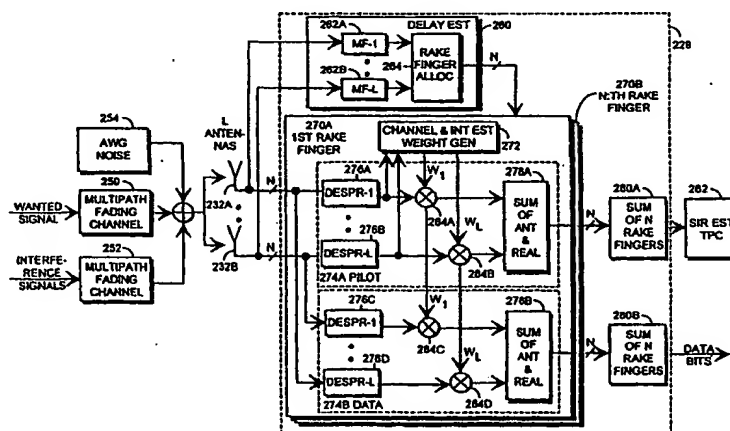 262A
DELAY EST
260
228
MF-1
264
262B
MF-L
RAKE
FINGER
ALLOC
N
270B
N:TH RAKE
FINGER
270A
1ST RAKE
FINGER
CHANNEL & INT EST
WEIGHT GEN
272
254
AWG
NOISE
L
ANTEN-
NAS
250
WANTED
SIGNAL
MULTIPATH
FADING
CHANNEL
232A
INTERFE-
RENCE
SIGNALS
252
MULTIPATH
FADING
CHANNEL
232B
N
N
276A
DESPR-1
W1
284A
276B
DESPR-L
WL
284B
274A PILOT
278A
SUM
OF
ANT
&
REAL
N
280A
SUM
OF N
RAKE
FINGERS
282
SIR EST
TPC
276C
DESPR-1
W1
284C
276D
DESPR-L
WL
284D
274B DATA
278B
SUM
OF
ANT
&
REAL
N
280B
SUM
OF N
RAKE
FINGERS
DATA
BITS